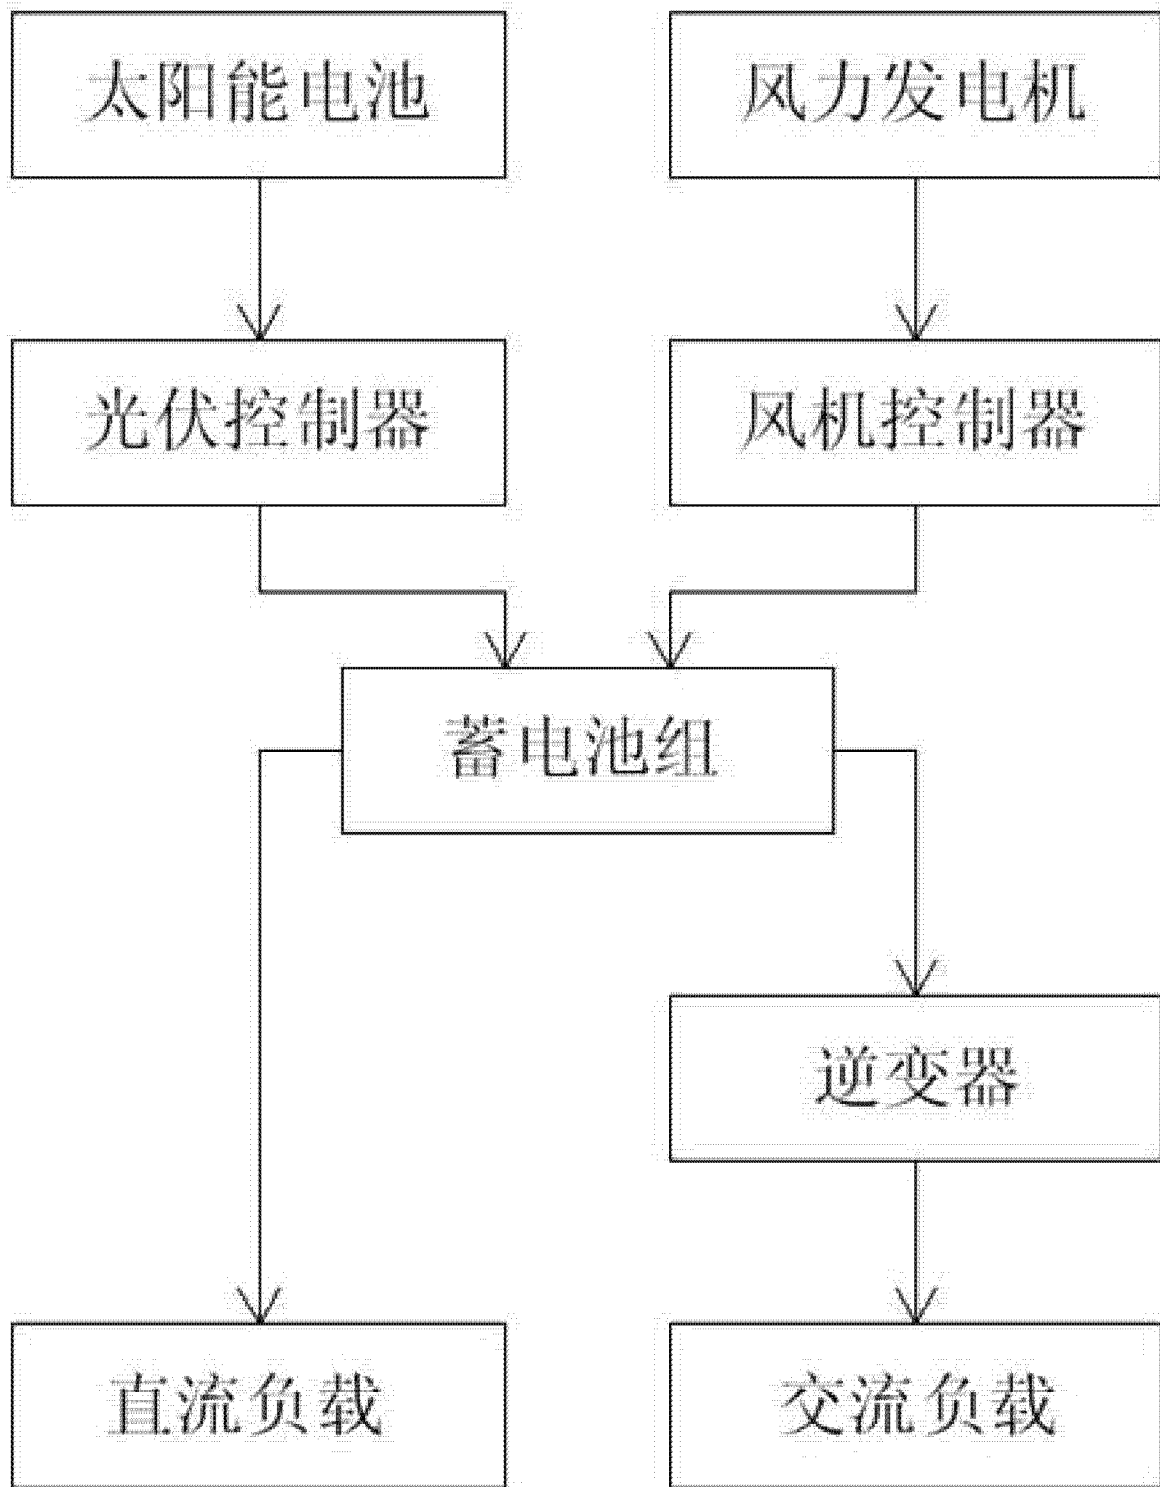 太阳能电池
风力发电机
光伏控制器
风机控制器
蓄电池组
逆变器
直流负载
交流负载